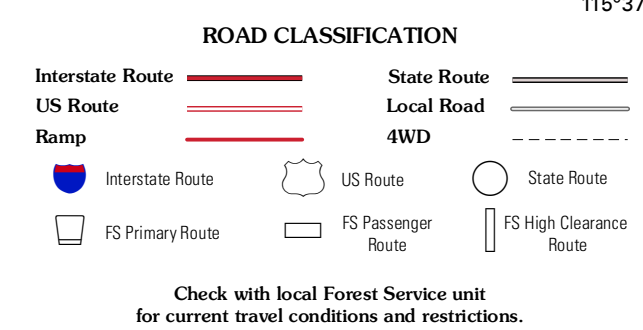 115°37
ROAD CLASSIFICATION
Interstate Route
State Route
US Route
Local Road
Ramp
4WD
Interstate Route
US Route
State Route
FS Primary Route
FS Passenger
Route
FS High Clearance
Route
Check with local Forest Service unit
for current travel conditions and restrictions.